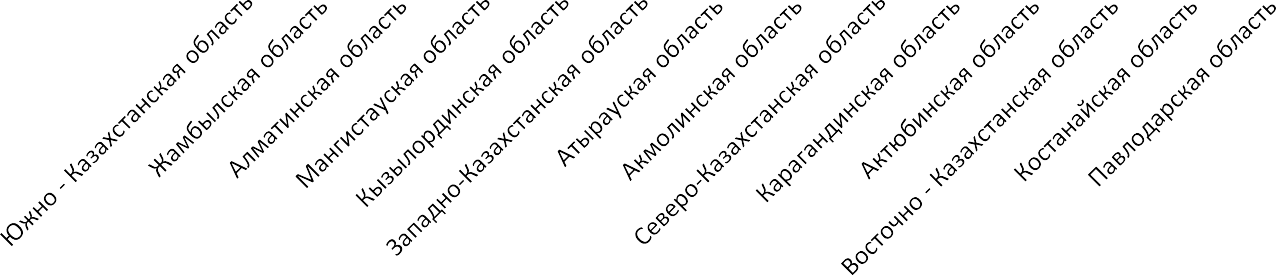 Южно - Казахстанская область
Жамбылская область
Алматинская область
Мангистауская область
Кызылординская область
Западно-Казахстанская область
Атырауская область
Акмолинская область
Северо-Казахстанская область
Карагандинская область
Актюбинская область
Восточно - Казахстанская область
Костанайская область
Павлодарская область